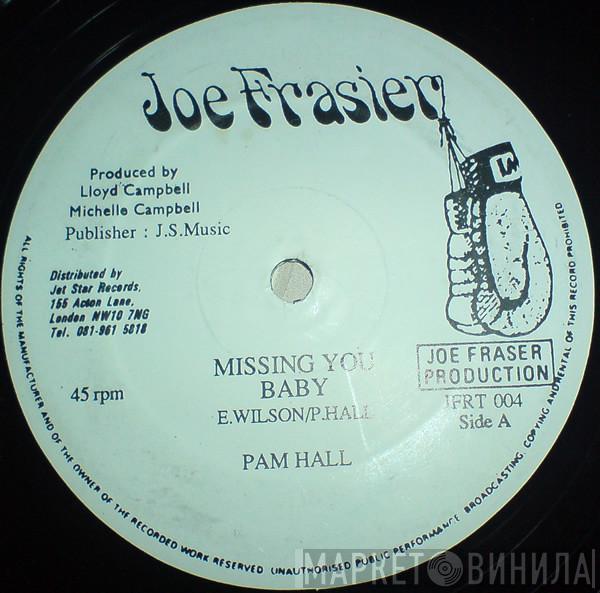 Joe Frasier
Produced by
Lloyd Campbell
Michelle Campbell
Publisher : J.S.Music
Distributed by
Jet Star Records,
155 Acton Lane,
London NW10 7NG
Tel. 081-961 5818
45 rpm
MISSING YOU
BABY
E.WILSON/P.HALL
PAM HALL
JOE FRASER
PRODUCTION
JFRT 004
Side A
ALL RIGHTS OF THE MANUFACTURER AND OF THE OWNER OF THE RECORDED WORK RESERVED UNAUTHORISED PUBLIC PERFORMANCE BROADCASTING COPYING AND RENTAL OF THIS RECORD PROHIBITED
МАРКЕТ ВИНИЛА